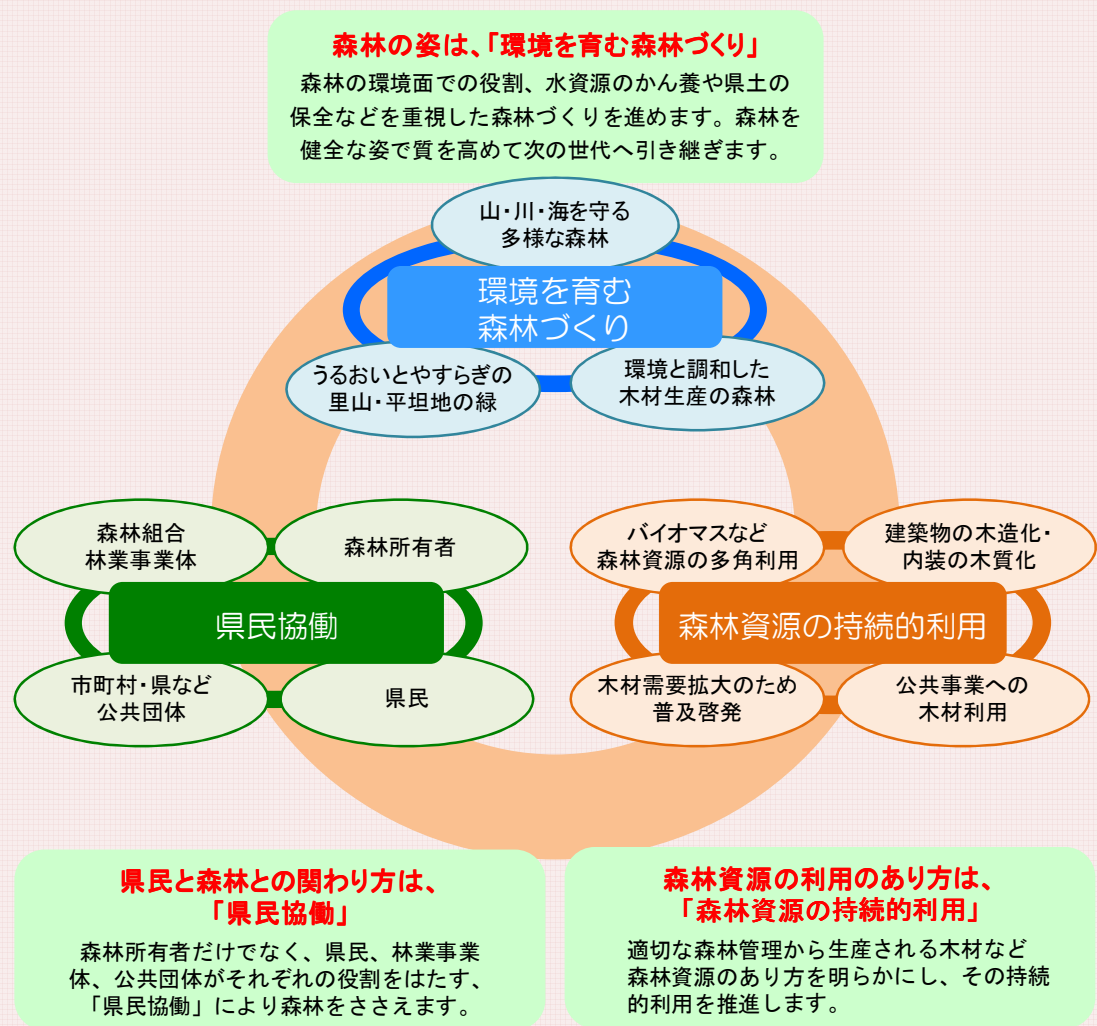 森林の姿は、「環境を育む森林づくり」
森林の環境面での役割、水資源のかん養や県土の
保全などを重視した森林づくりを進めます。森林を
健全な姿で質を高めて次の世代へ引き継ぎます。
山・川・海を守る
多様な森林
環境を育む
森林づくり
うるおいとやすらぎの
里山・平坦地の緑
環境と調和した
木材生産の森林
森林組合
林業事業体
森林所有者
県民協働
市町村・県など
公共団体
県民
バイオマスなど
森林資源の多角利用
建築物の木造化・
内装の木質化
森林資源の持続的利用
木材需要拡大のため
普及啓発
公共事業への
木材利用
県民と森林との関わり方は、
「県民協働」
森林所有者だけでなく、県民、林業事業
体、公共団体がそれぞれの役割をはたす、
「県民協働」により森林をささえます。
森林資源の利用のあり方は、
「森林資源の持続的利用」
適切な森林管理から生産される木材など
森林資源のあり方を明らかにし、その持続
的利用を推進します。